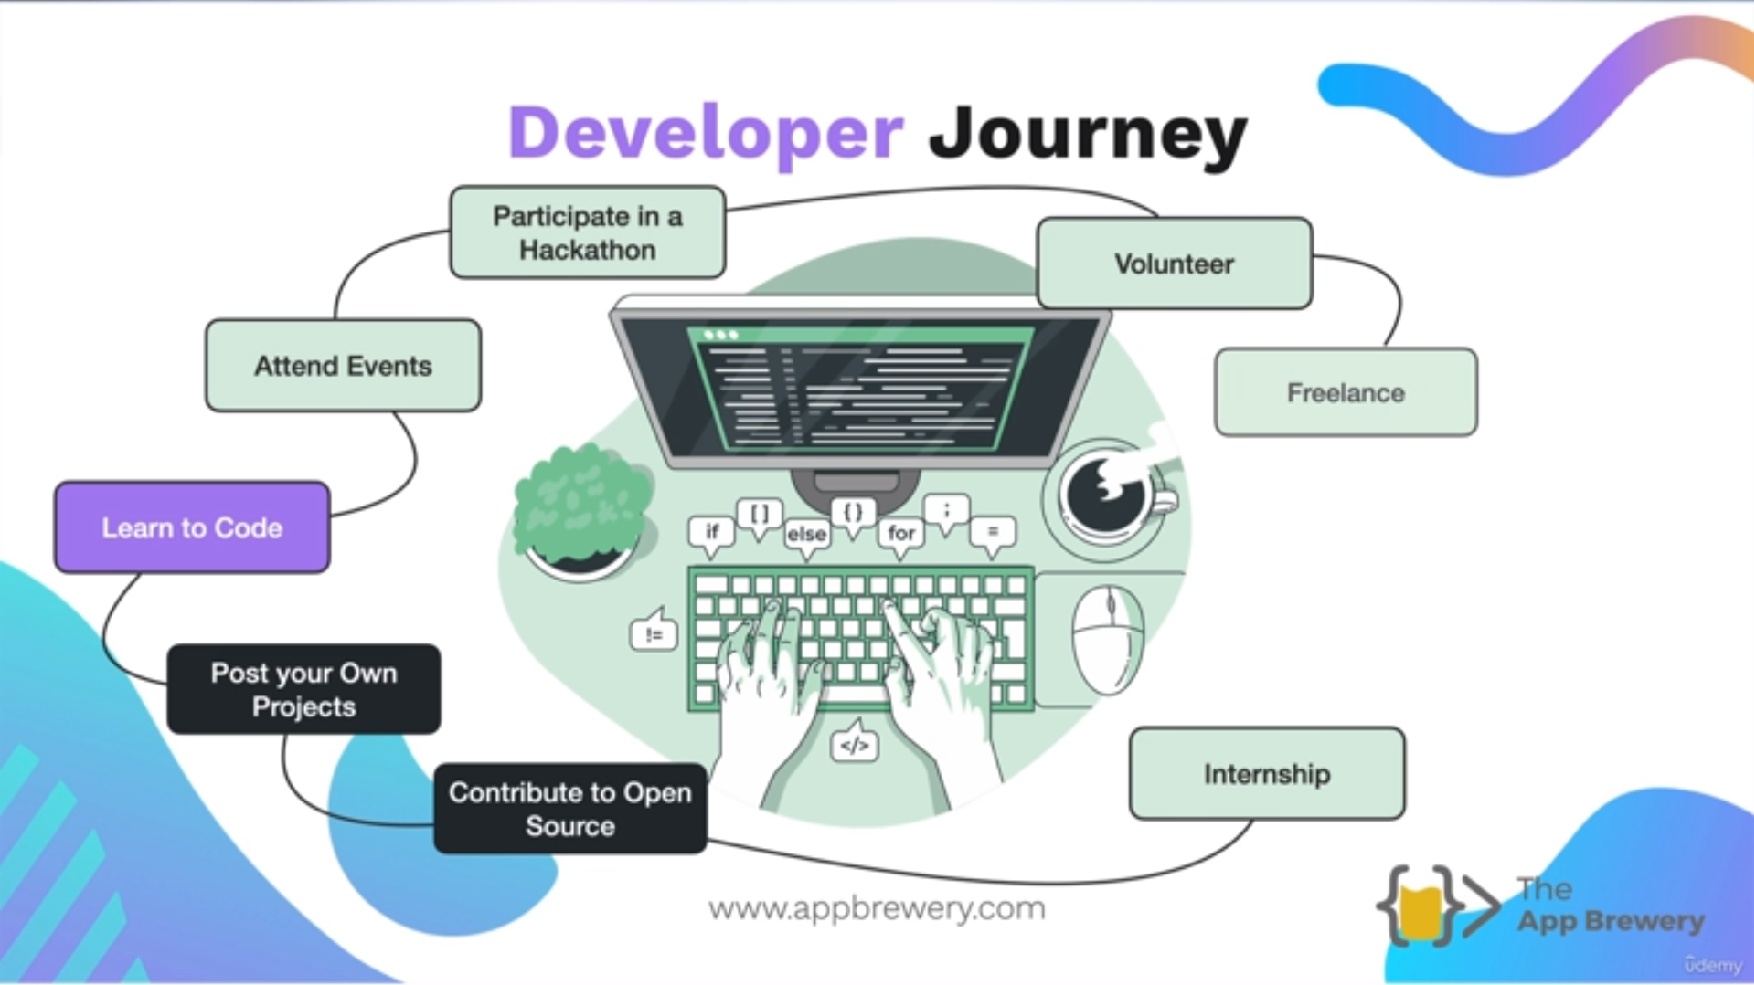 Developer Journey
Participate in a
Hackathon
Volunteer
Attend Events
Freelance
Learn to Code
if
[ ]
else
{ }
for
;
=
!=
Post your Own
Projects
</>
Contribute to Open
Source
Internship
www.appbrewery.com
The
App Brewery
ûdemy